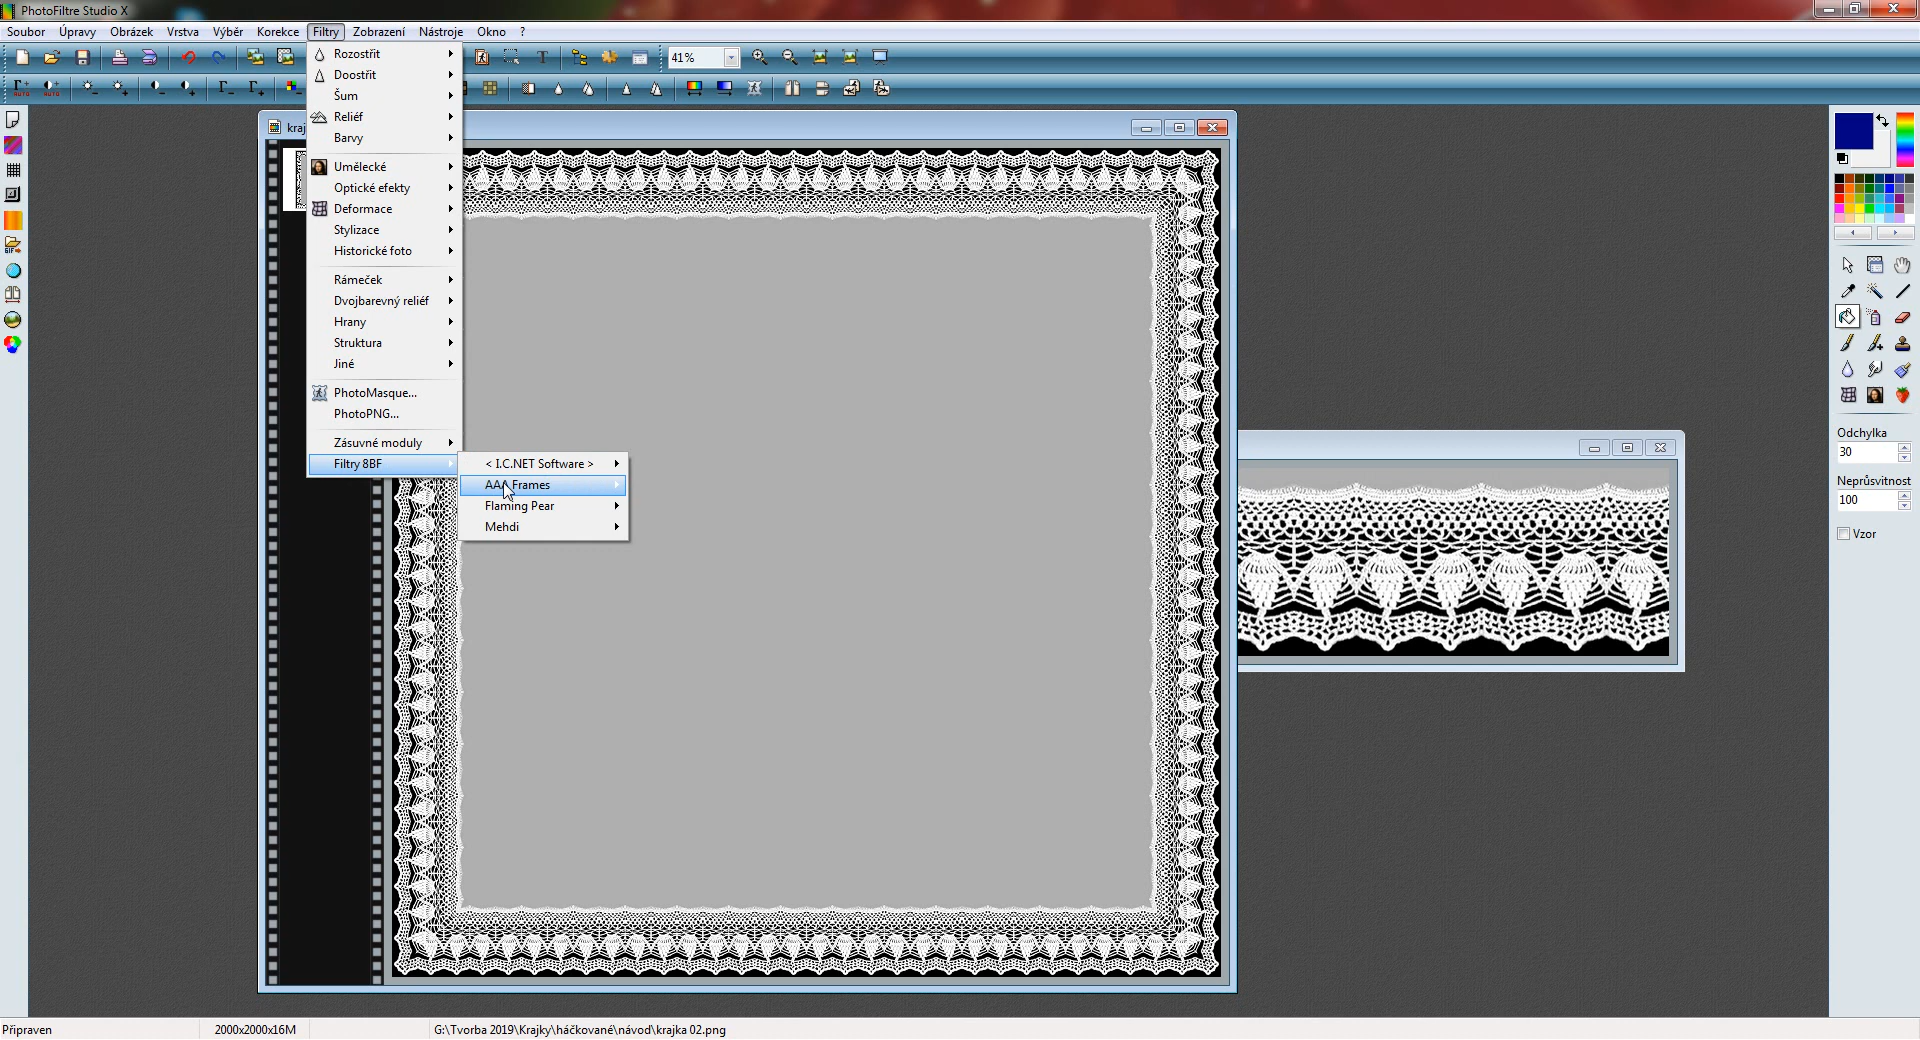 PhotoFiltre Studio X
Soubor Úpravy Obrázek Vrstva Výběr Korekce Filtry Zobrazení Nástroje Okno ?
41%
Rozostřit
Doostřit
Šum
Reliéf
Barvy
Umělecké
Optické efekty
Deformace
Stylizace
Historické foto
Rámeček
Dvojbarevný reliéf
Hrany
Struktura
Jiné
PhotoMasque...
PhotoPNG...
Zásuvné moduly
Filtry 8BF
< I.C.NET Software >
AAA Frames
Flaming Pear
Mehdi
kraj
Odchylka
30
Neprůsvitnost
100
Vzor
Připraven 2000x2000x16M G:\Tvorba 2019\Krajky\háčkované\návod\krajka 02.png